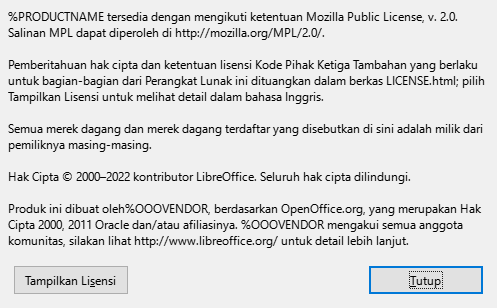 %PRODUCTNAME tersedia dengan mengikuti ketentuan Mozilla Public License, v. 2.0.
Salinan MPL dapat diperoleh di http://mozilla.org/MPL/2.0/.
Pemberitahuan hak cipta dan ketentuan lisensi Kode Pihak Ketiga Tambahan yang berlaku
untuk bagian-bagian dari Perangkat Lunak ini dituangkan dalam berkas LICENSE.html; pilih
Tampilkan Lisensi untuk melihat detail dalam bahasa Inggris.
Semua merek dagang dan merek dagang terdaftar yang disebutkan di sini adalah milik dari
pemiliknya masing-masing.
Hak Cipta © 2000–2022 kontributor LibreOffice. Seluruh hak cipta dilindungi.
Produk ini dibuat oleh%OOOVENDOR, berdasarkan OpenOffice.org, yang merupakan Hak
Cipta 2000, 2011 Oracle dan/atau afiliasinya. %OOOVENDOR mengakui semua anggota
komunitas, silakan lihat http://www.libreoffice.org/ untuk detail lebih lanjut.
Tampilkan Lisensi
Tutup